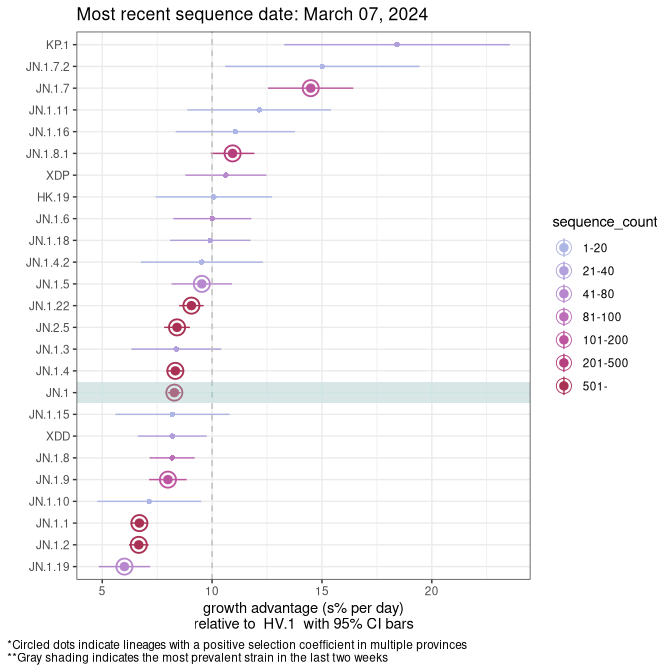 Most recent sequence date: March 07, 2024
KP.1
JN.1.7.2
JN.1.7
JN.1.11
JN.1.16
JN.1.8.1
XDP
HK.19
JN.1.6
JN.1.18
JN.1.4.2
JN.1.5
JN.1.22
JN.2.5
JN.1.3
JN.1.4
JN.1
JN.1.15
XDD
JN.1.8
JN.1.9
JN.1.10
JN.1.1
JN.1.2
JN.1.19
5 10 15 20
growth advantage (s% per day)
relative to HV.1 with 95% CI bars
sequence_count
1-20
21-40
41-80
81-100
101-200
201-500
501-
*Circled dots indicate lineages with a positive selection coefficient in multiple provinces
**Gray shading indicates the most prevalent strain in the last two weeks